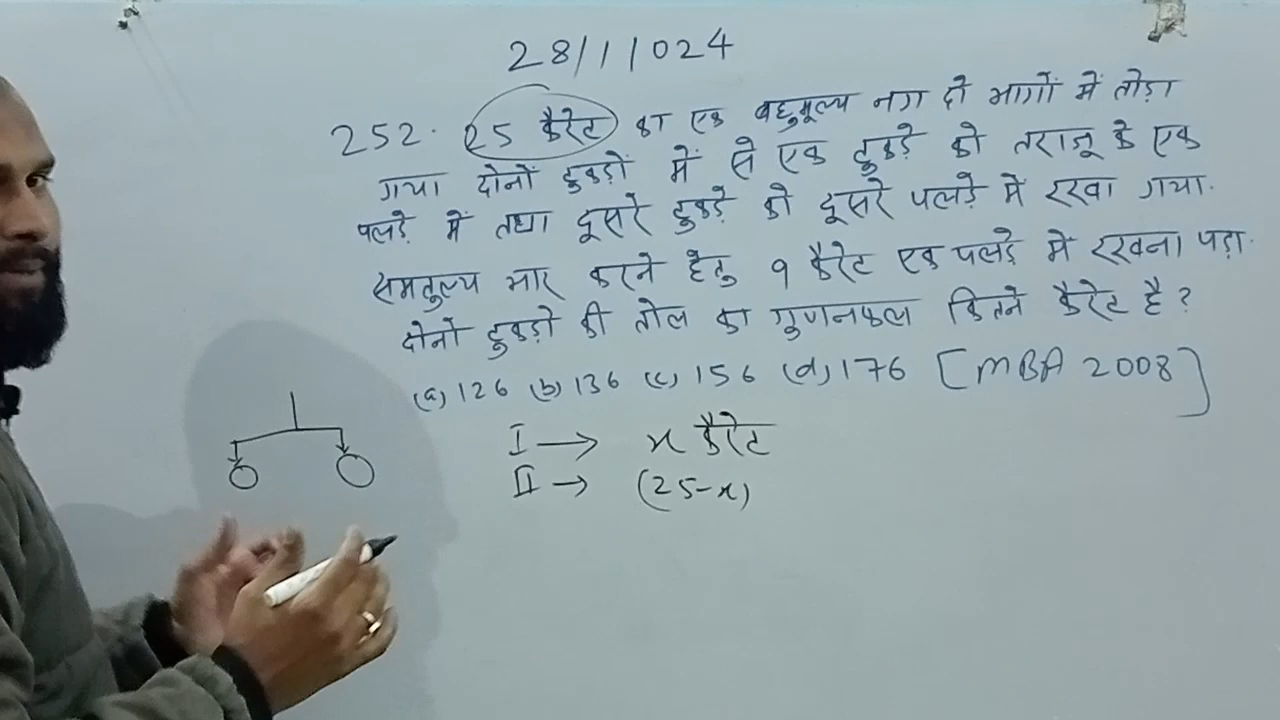 28/1/024
252. 25 कैरेट का एक बहुमूल्य नग दो भागों में तोड़ा
गया दोनों टुकड़ों में से एक टुकड़े को तराजू के एक
पलड़े में तथा दूसरे टुकड़े को दूसरे पलड़े में रखा गया.
समतुल्य भार करने हेतु 9 कैरेट एक पलड़े में रखना पड़ा.
दोनों टुकड़ो की तोल का गुणनफल कितने कैरेट है?
(a) 126 (b) 136 (c) 156 (d) 176 [MBA 2008]
I → x कैरेट
II → (25-x)